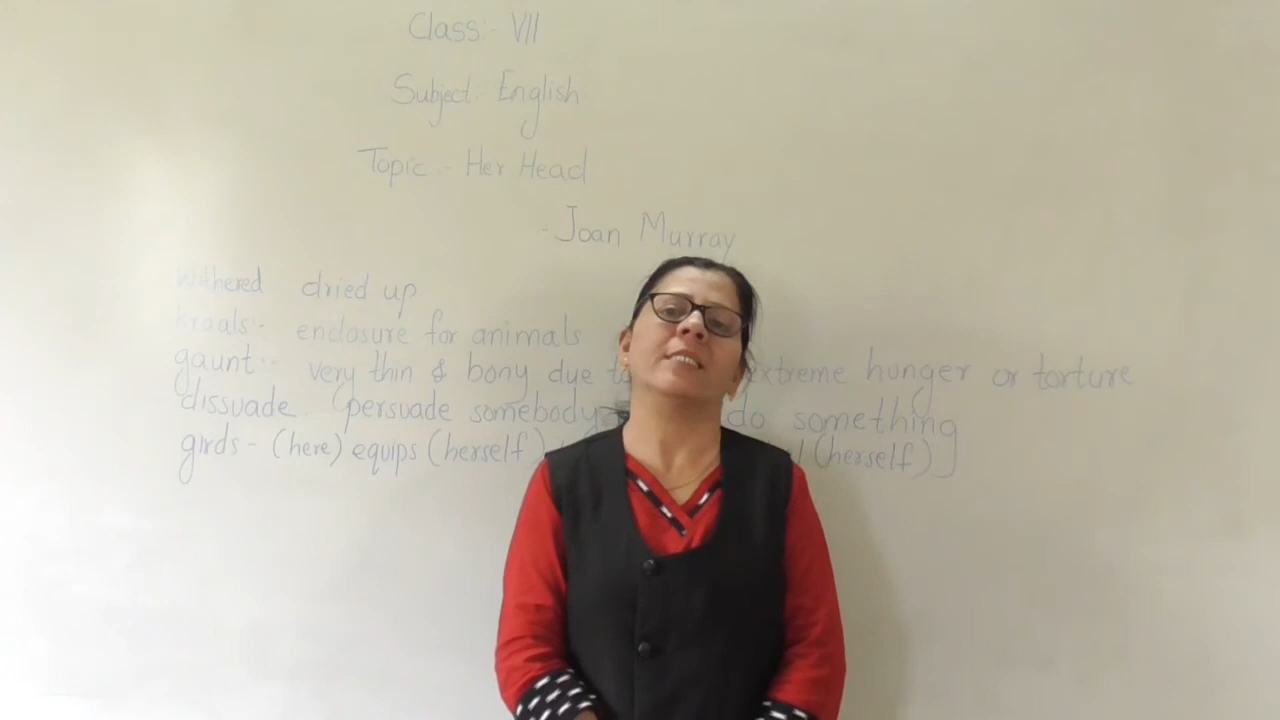 Class:- VII
Subject:- English
Topic:- Her Head
- Joan Murray
Withered dried up
kraals:- enclosure for animals
gaunt:- very thin & bony due to extreme hunger or torture
dissuade (persuade somebody do something
girds - (here) equips (herself) (herself)]